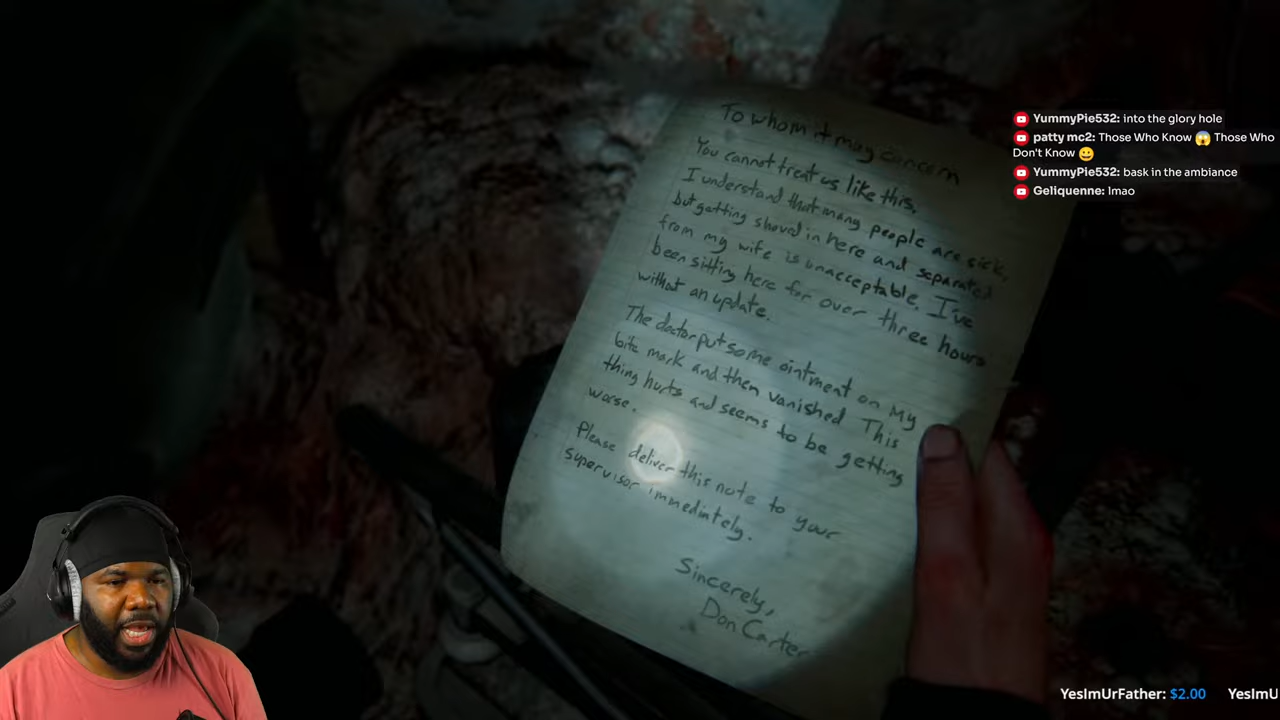 To whom it may concern
You cannot treat us like this.
I understand that many people are sick,
but getting shoved in here and separated
from my wife is unacceptable. I've
been sitting here for over three hours
without an update.
The doctor put some ointment on my
bite mark and then vanished This
thing hurts and seems to be getting
worse.
Please deliver this note to your
supervisor immediately.
Sincerely,
Don Carter
YummyPie532: into the glory hole
patty mc2: Those Who Know 😱 Those Who
Don't Know 😀
YummyPie532: bask in the ambiance
Geliquenne: lmao
YesImUrFather: $2.00 YesImU